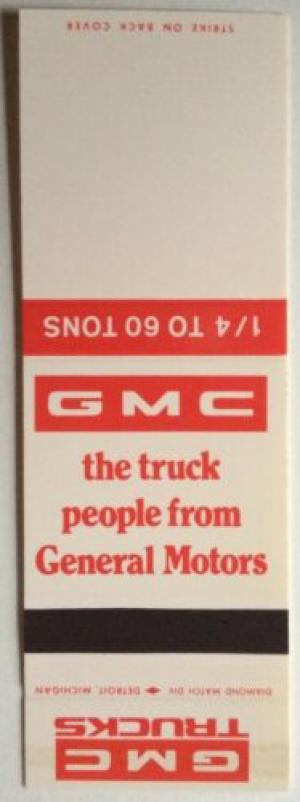 STRIKE ON BACK COVER
1/4 TO 60 TONS
GMC
the truck
people from
General Motors
DIAMOND MATCH DIV. DETROIT, MICHIGAN
GMC
TRUCKS